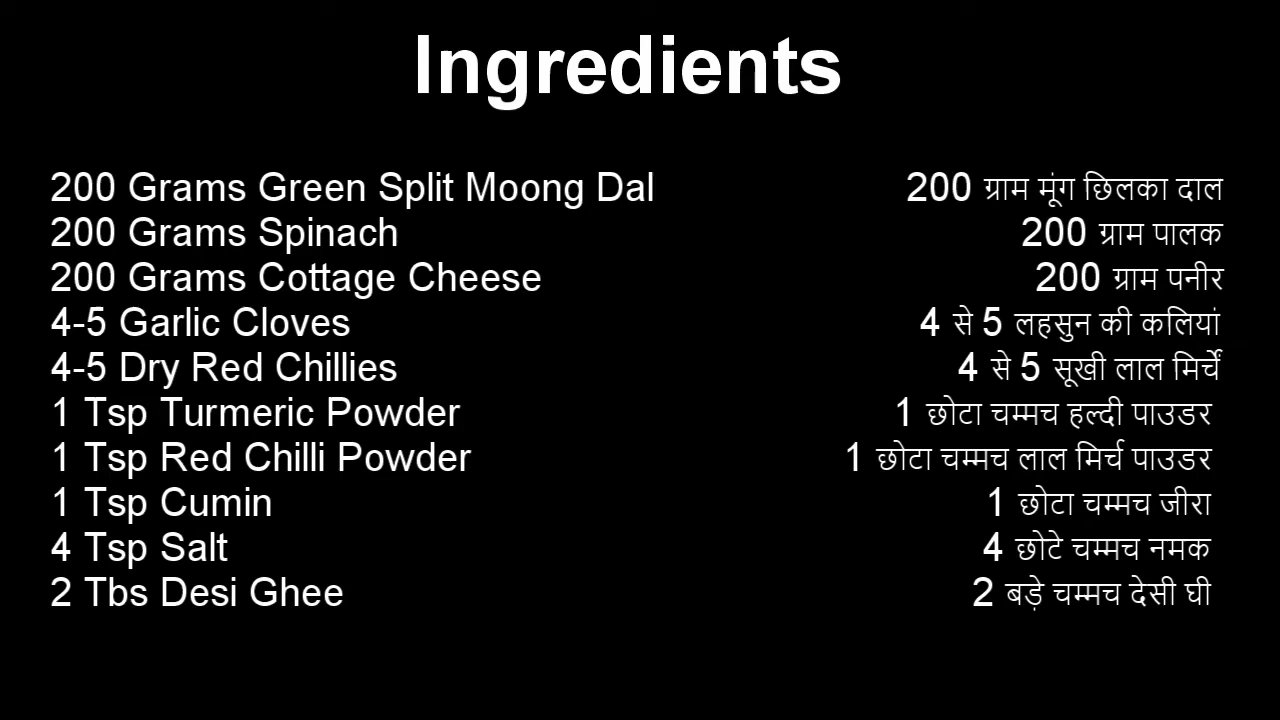 Ingredients
200 Grams Green Split Moong Dal 200 ग्राम मूंग छिलका दाल
200 Grams Spinach 200 ग्राम पालक
200 Grams Cottage Cheese 200 ग्राम पनीर
4-5 Garlic Cloves 4 से 5 लहसुन की कलियां
4-5 Dry Red Chillies 4 से 5 सूखी लाल मिर्चें
1 Tsp Turmeric Powder 1 छोटा चम्मच हल्दी पाउडर
1 Tsp Red Chilli Powder 1 छोटा चम्मच लाल मिर्च पाउडर
1 Tsp Cumin 1 छोटा चम्मच जीरा
4 Tsp Salt 4 छोटे चम्मच नमक
2 Tbs Desi Ghee 2 बड़े चम्मच देसी घी